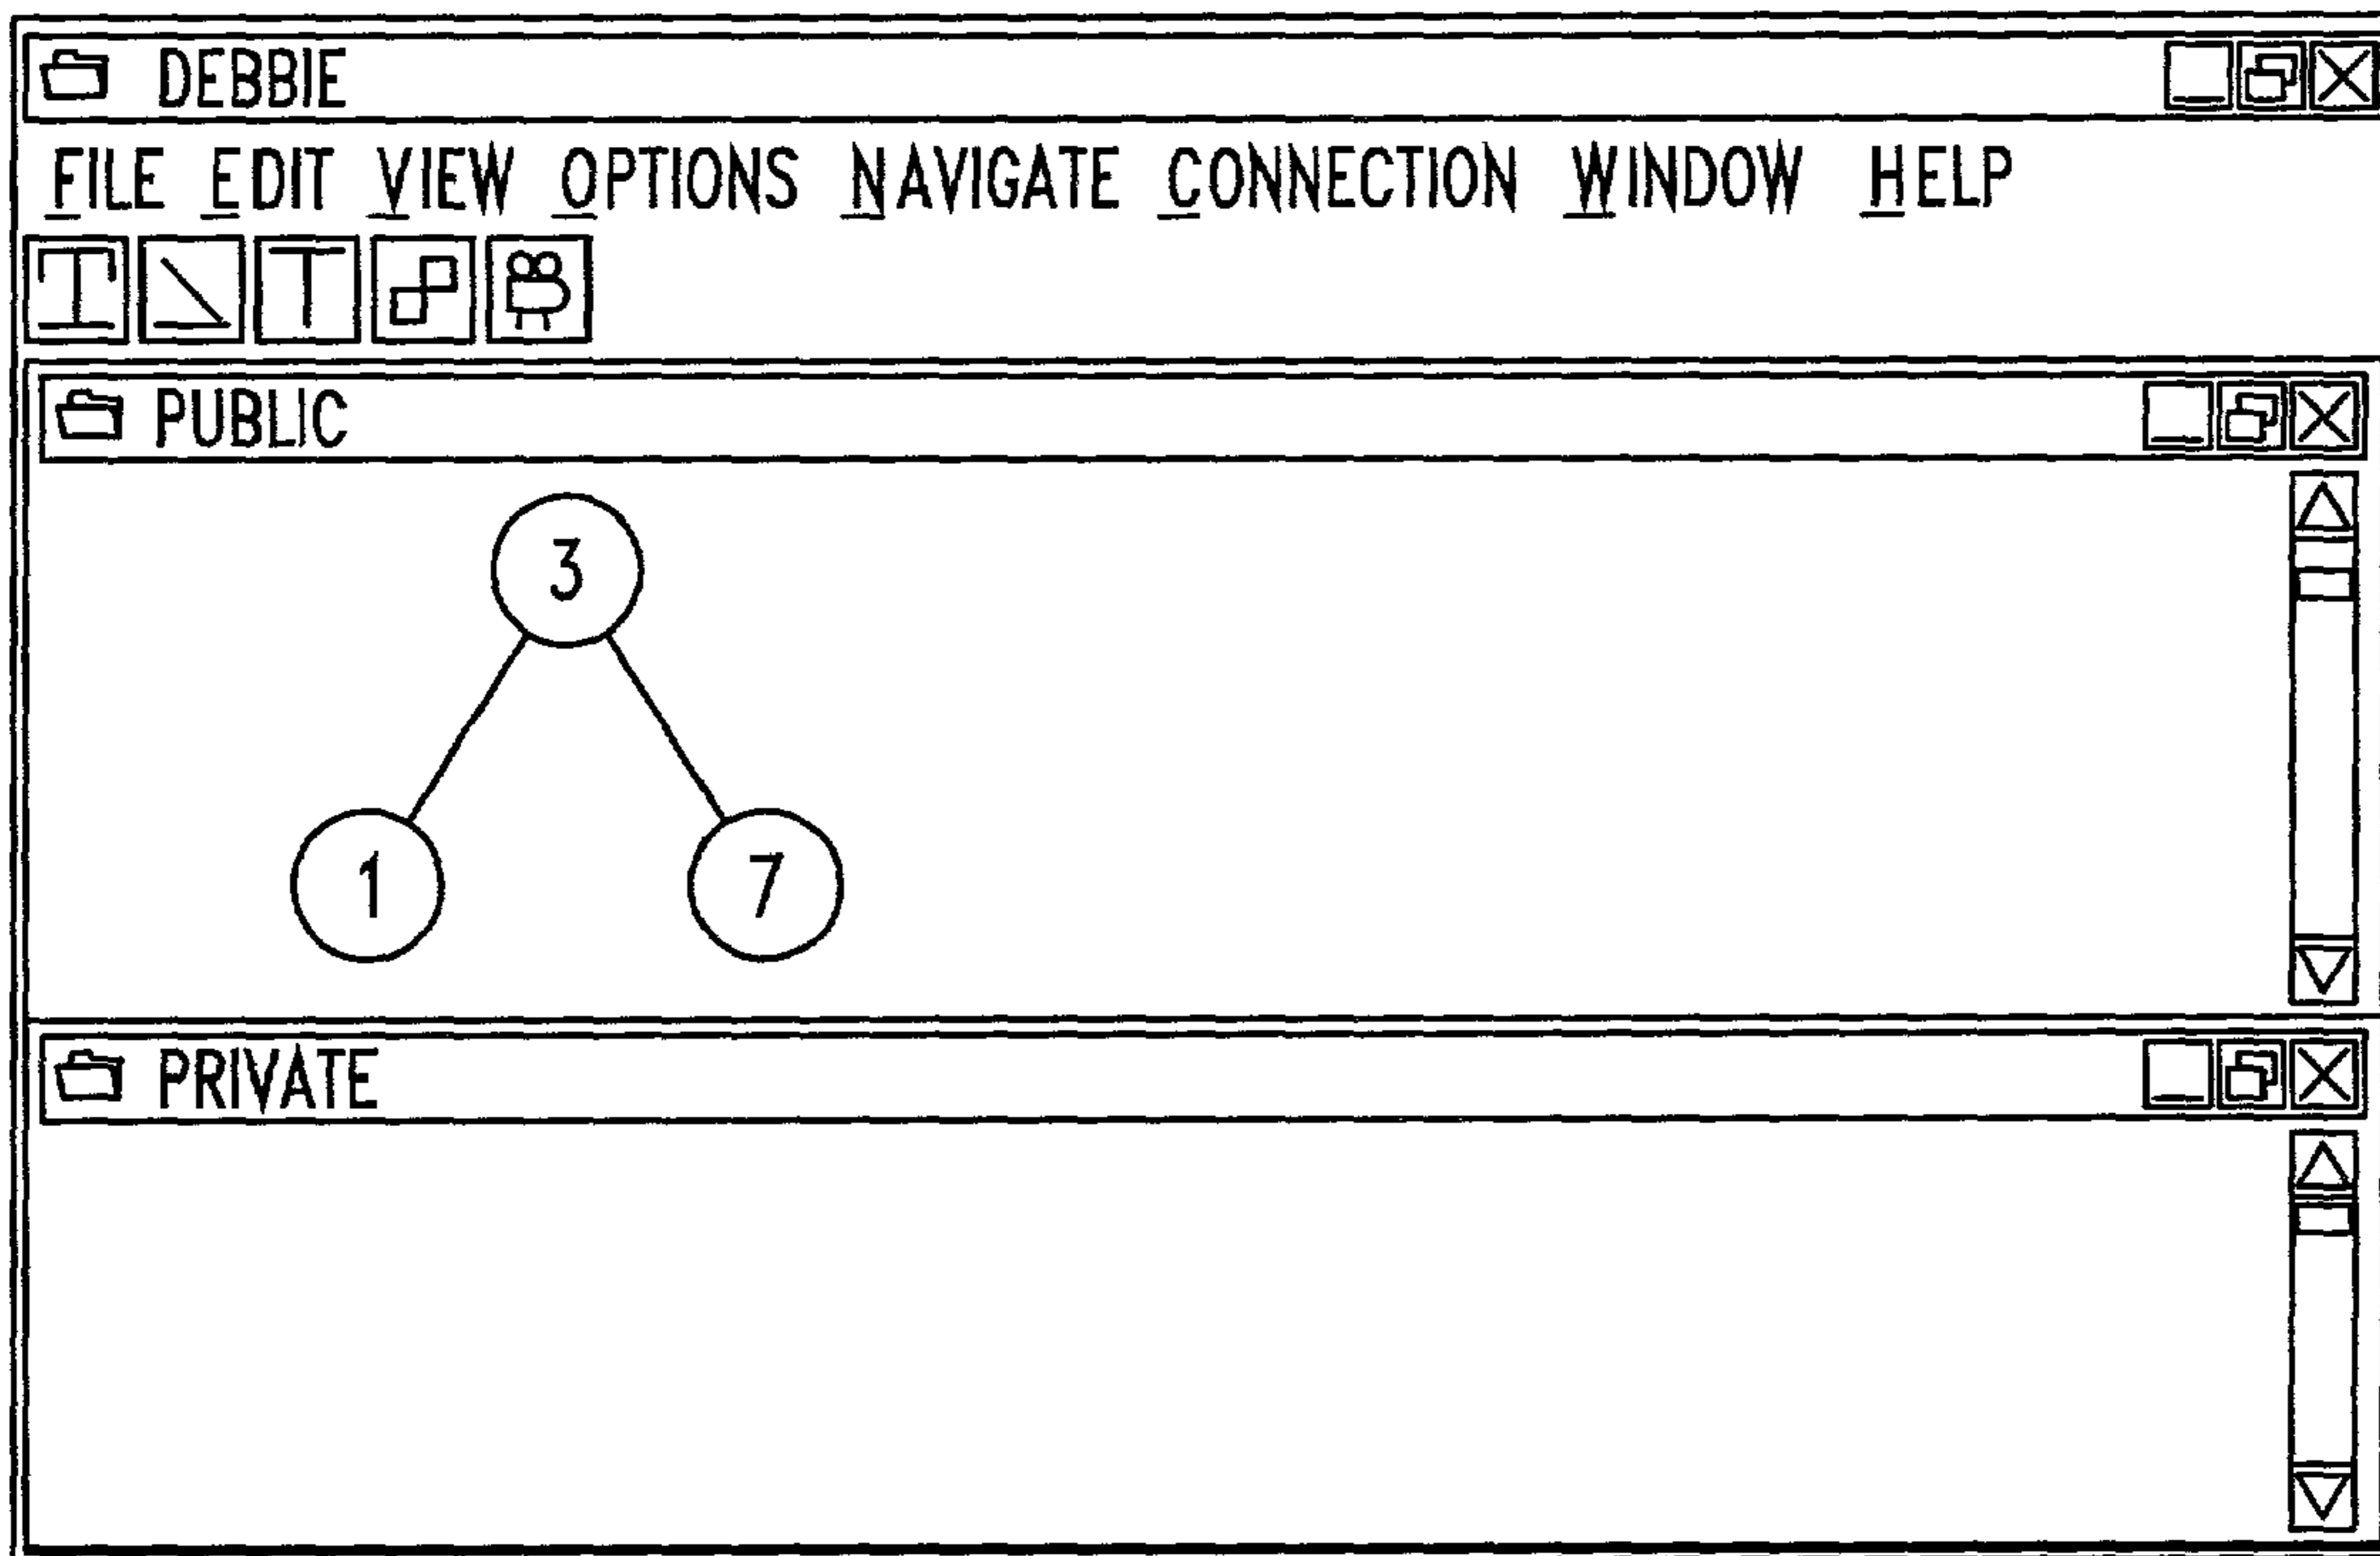 DEBBIE
FILE EDIT VIEW OPTIONS NAVIGATE CONNECTION WINDOW HELP
T T
PUBLIC
3
1 7
PRIVATE